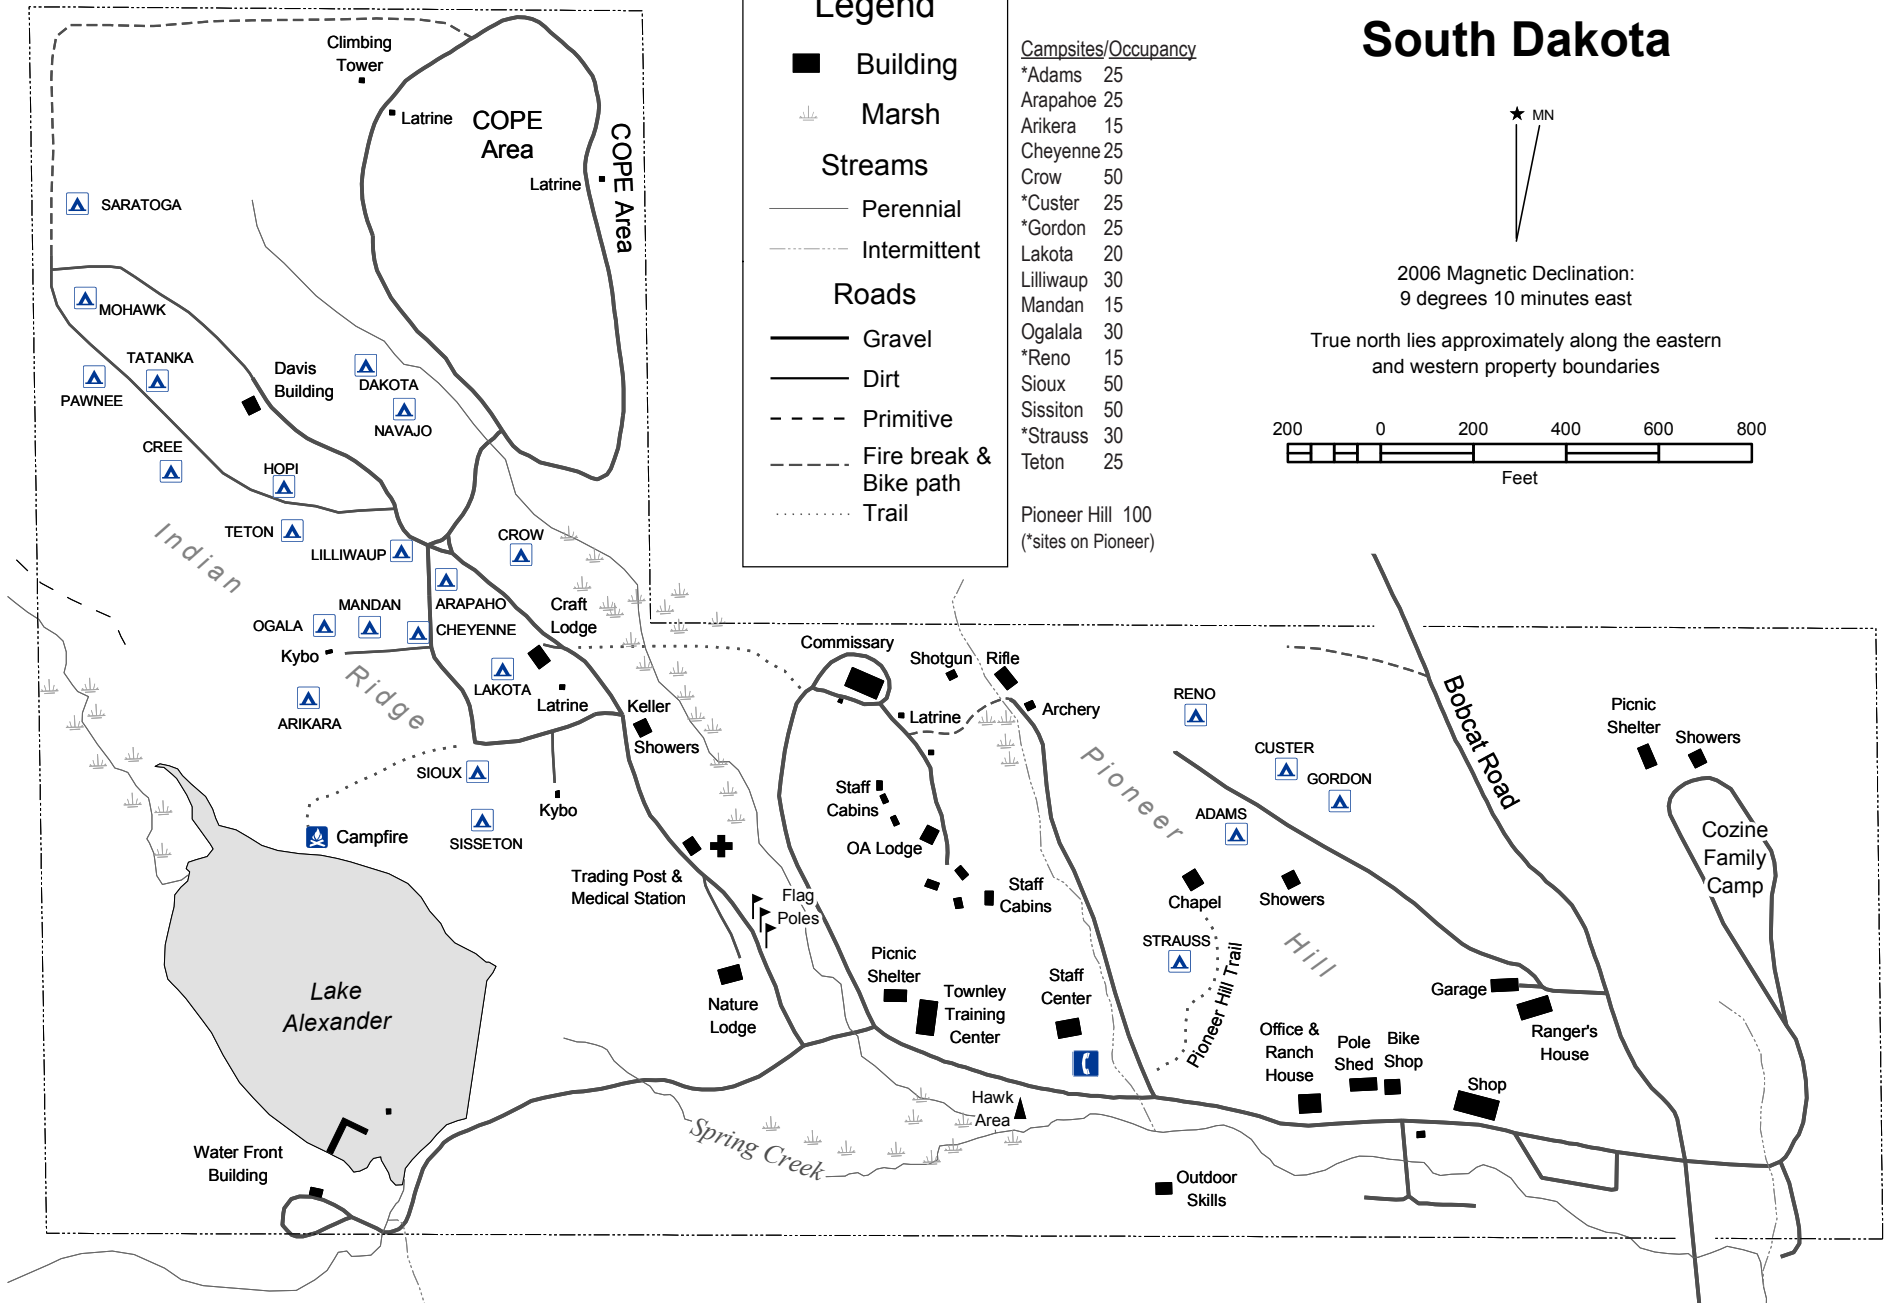 Legend
Building
Marsh
Streams
Perennial
Intermittent
Roads
Gravel
Dirt
Primitive
Fire break &
Bike path
Trail
Campsites/Occupancy
*Adams 25
Arapahoe 25
Arikera 15
Cheyenne 25
Crow 50
*Custer 25
*Gordon 25
Lakota 20
Lilliwaup 30
Mandan 15
Ogalala 30
*Reno 15
Sioux 50
Sissiton 50
*Strauss 30
Teton 25
Pioneer Hill 100
(*sites on Pioneer)
South Dakota
MN
2006 Magnetic Declination:
9 degrees 10 minutes east
True north lies approximately along the eastern
and western property boundaries
200 0 200 400 600 800
Feet
Climbing
Tower
Latrine
COPE
Area
Latrine
COPE Area
SARATOGA
MOHAWK
TATANKA
PAWNEE
Davis
Building
DAKOTA
NAVAJO
CREE
HOPI
TETON
LILLIWAUP
CROW
Indian
Ridge
ARAPAHO
MANDAN
OGALA
CHEYENNE
Craft
Lodge
Kybo
LAKOTA
Latrine
ARIKARA
Keller
Showers
SIOUX
Kybo
Campfire
SISSETON
Trading Post &
Medical Station
Flag
Poles
Nature
Lodge
Lake
Alexander
Water Front
Building
Spring Creek
Commissary
Shotgun
Rifle
Latrine
Archery
Staff
Cabins
OA Lodge
Staff
Cabins
Picnic
Shelter
Townley
Training
Center
Staff
Center
Hawk
Area
Pioneer
Hill
RENO
CUSTER
GORDON
ADAMS
Chapel
Showers
STRAUSS
Pioneer Hill Trail
Bobcat Road
Picnic
Shelter
Showers
Cozine
Family
Camp
Garage
Ranger's
House
Office &
Ranch
House
Pole
Shed
Bike
Shop
Shop
Outdoor
Skills